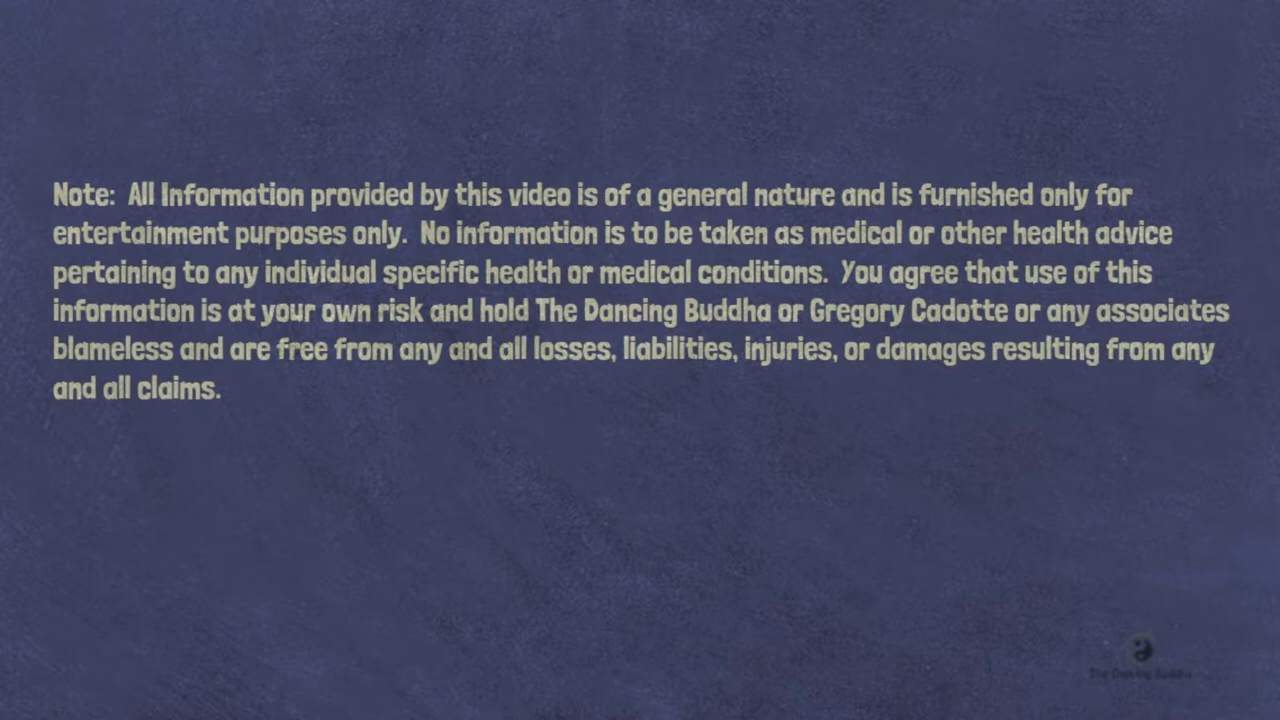 Note:  All Information provided by this video is of a general nature and is furnished only for
entertainment purposes only.  No information is to be taken as medical or other health advice
pertaining to any individual specific health or medical conditions.  You agree that use of this
information is at your own risk and hold The Dancing Buddha or Gregory Cadotte or any associates
blameless and are free from any and all losses, liabilities, injuries, or damages resulting from any
and all claims.
The Dancing Buddha